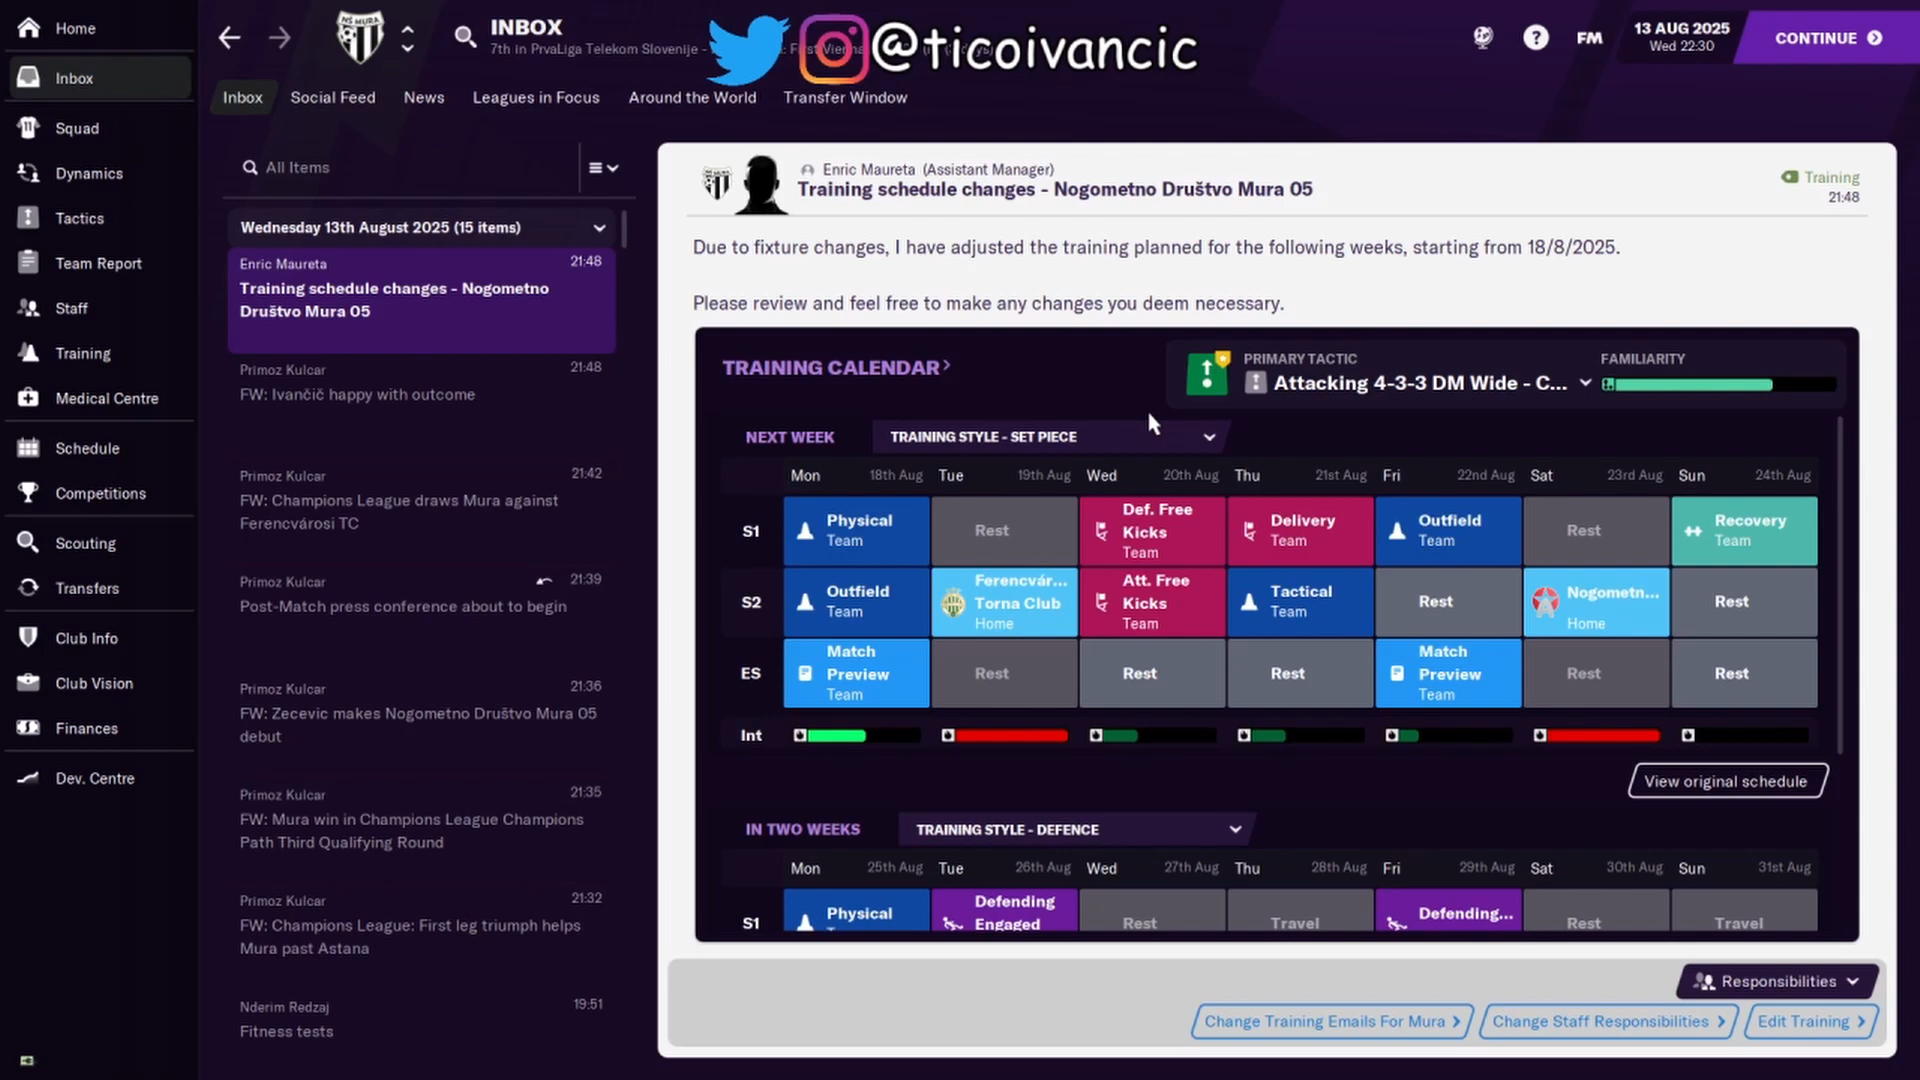 Home
Inbox
Squad
Dynamics
Tactics
Team Report
Staff
Training
Medical Centre
Schedule
Competitions
Scouting
Transfers
Club Info
Club Vision
Finances
Dev. Centre
INBOX
7th in PrvaLiga Telekom Slovenije -
@ticoivancic
FM
13 AUG 2025
Wed 22:30
CONTINUE
Inbox
Social Feed
News
Leagues in Focus
Around the World
Transfer Window
All Items
Wednesday 13th August 2025 (15 items)
Enric Maureta 21:48
Training schedule changes - Nogometno
Društvo Mura 05
Primoz Kulcar 21:48
FW: Ivančič happy with outcome
Primoz Kulcar 21:42
FW: Champions League draws Mura against
Ferencvárosi TC
Primoz Kulcar 21:39
Post-Match press conference about to begin
Primoz Kulcar 21:36
FW: Zecevic makes Nogometno Društvo Mura 05
debut
Primoz Kulcar 21:35
FW: Mura win in Champions League Champions
Path Third Qualifying Round
Primoz Kulcar 21:32
FW: Champions League: First leg triumph helps
Mura past Astana
Nderim Redzaj 19:51
Fitness tests
Enric Maureta (Assistant Manager)
Training schedule changes - Nogometno Društvo Mura 05
Training
21:48
Due to fixture changes, I have adjusted the training planned for the following weeks, starting from 18/8/2025.
Please review and feel free to make any changes you deem necessary.
TRAINING CALENDAR
PRIMARY TACTIC
Attacking 4-3-3 DM Wide - C...
FAMILIARITY
NEXT WEEK
TRAINING STYLE - SET PIECE
Mon 18th Aug Tue 19th Aug Wed 20th Aug Thu 21st Aug Fri 22nd Aug Sat 23rd Aug Sun 24th Aug
S1
Physical
Team
Rest
Def. Free
Kicks
Team
Delivery
Team
Outfield
Team
Rest
Recovery
Team
S2
Outfield
Team
Ferencvár...
Torna Club
Home
Att. Free
Kicks
Team
Tactical
Team
Rest
Nogometn...
Home
Rest
ES
Match
Preview
Team
Rest
Rest
Rest
Match
Preview
Team
Rest
Rest
Int
View original schedule
IN TWO WEEKS
TRAINING STYLE - DEFENCE
Mon 25th Aug Tue 26th Aug Wed 27th Aug Thu 28th Aug Fri 29th Aug Sat 30th Aug Sun 31st Aug
S1
Physical
Defending
Engaged
Rest
Travel
Defending...
Rest
Travel
Responsibilities
Change Training Emails For Mura
Change Staff Responsibilities
Edit Training